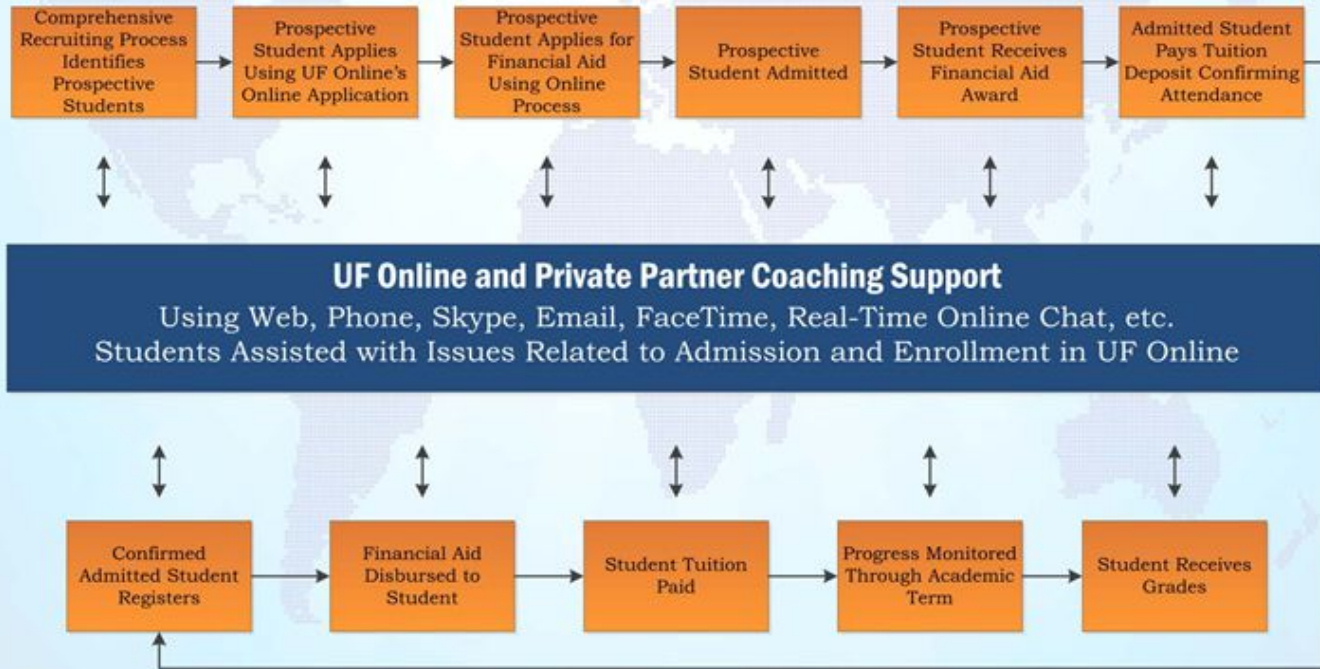 Comprehensive
Recruiting Process
Identifies
Prospective
Students
Prospective
Student Applies
Using UF Online's
Online Application
Prospective
Student Applies for
Financial Aid
Using Online
Process
Prospective
Student Admitted
Prospective
Student Receives
Financial Aid
Award
Admitted Student
Pays Tuition
Deposit Confirming
Attendance
UF Online and Private Partner Coaching Support
Using Web, Phone, Skype, Email, FaceTime, Real-Time Online Chat, etc.
Students Assisted with Issues Related to Admission and Enrollment in UF Online
Confirmed
Admitted Student
Registers
Financial Aid
Disbursed to
Student
Student Tuition
Paid
Progress Monitored
Through Academic
Term
Student Receives
Grades